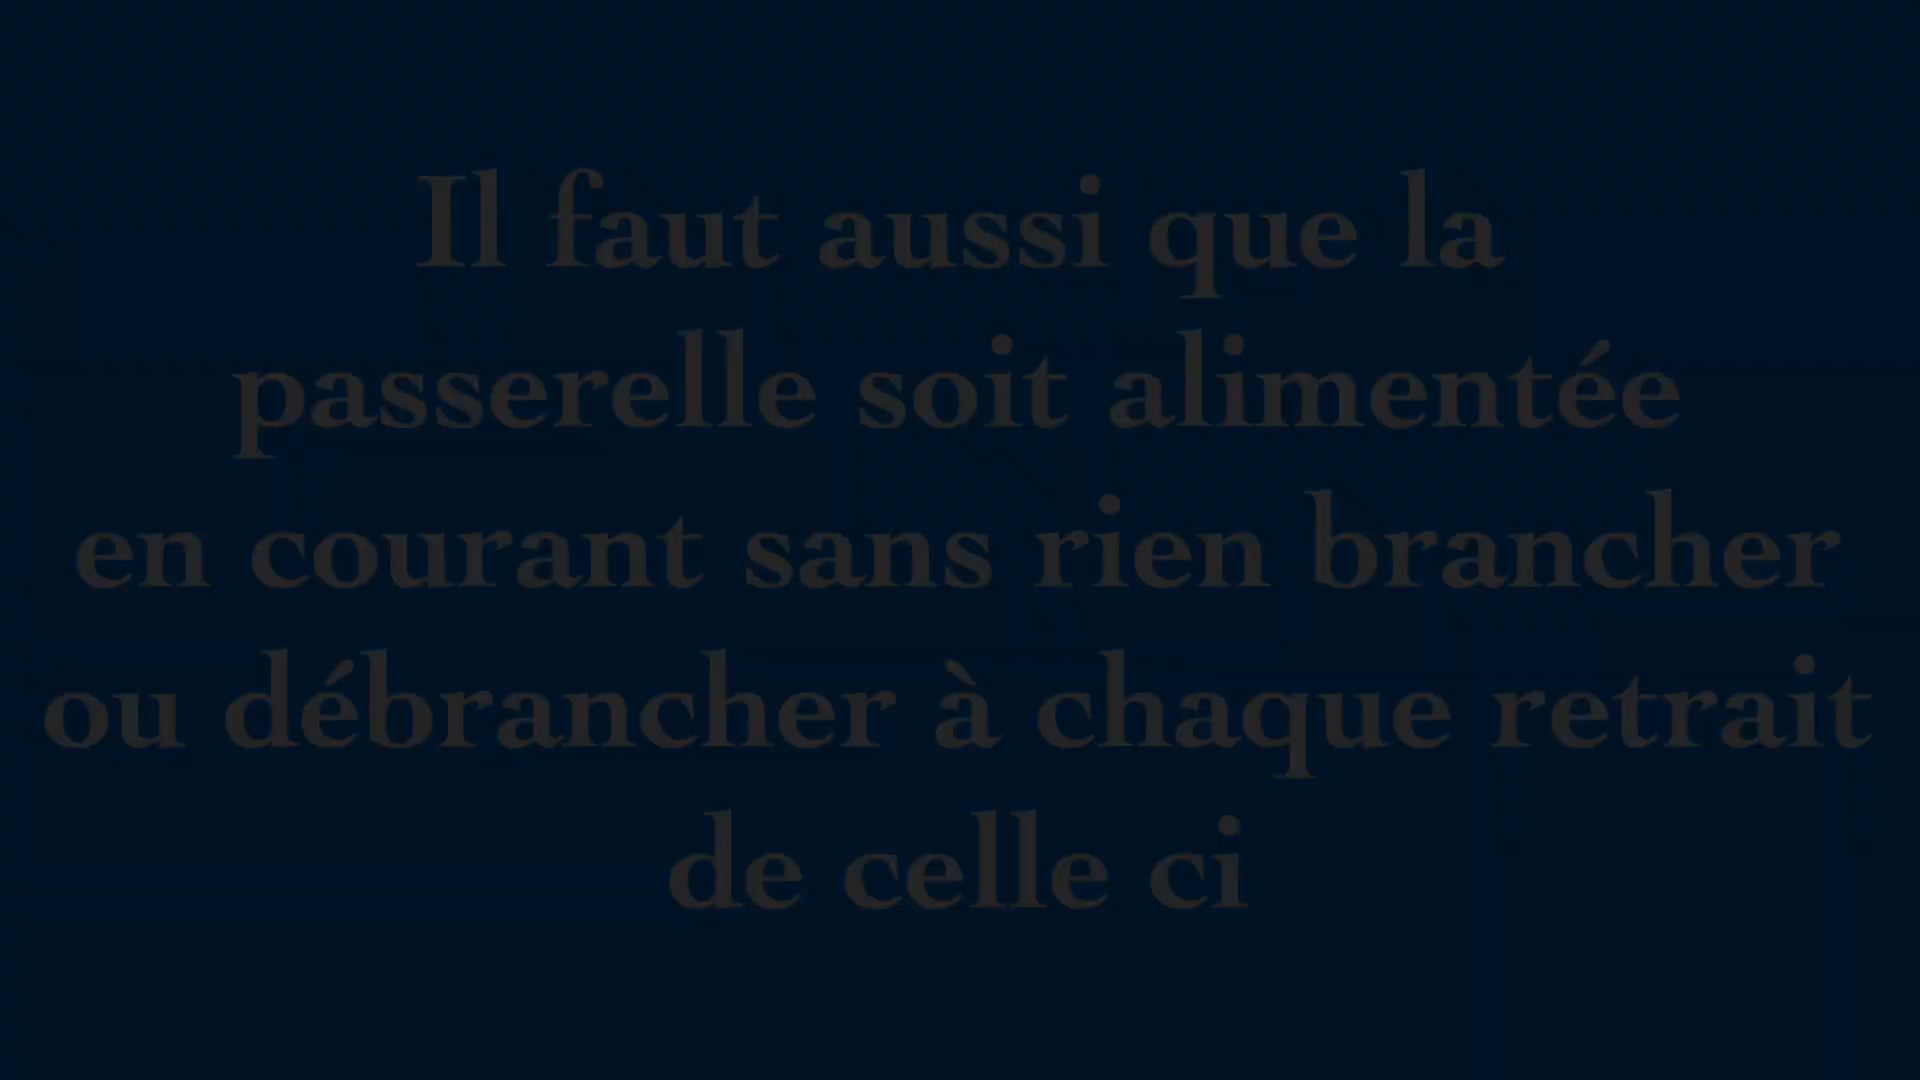 Il faut aussi que la
passerelle soit alimentée
en courant sans rien brancher
ou débrancher à chaque retrait
de celle ci